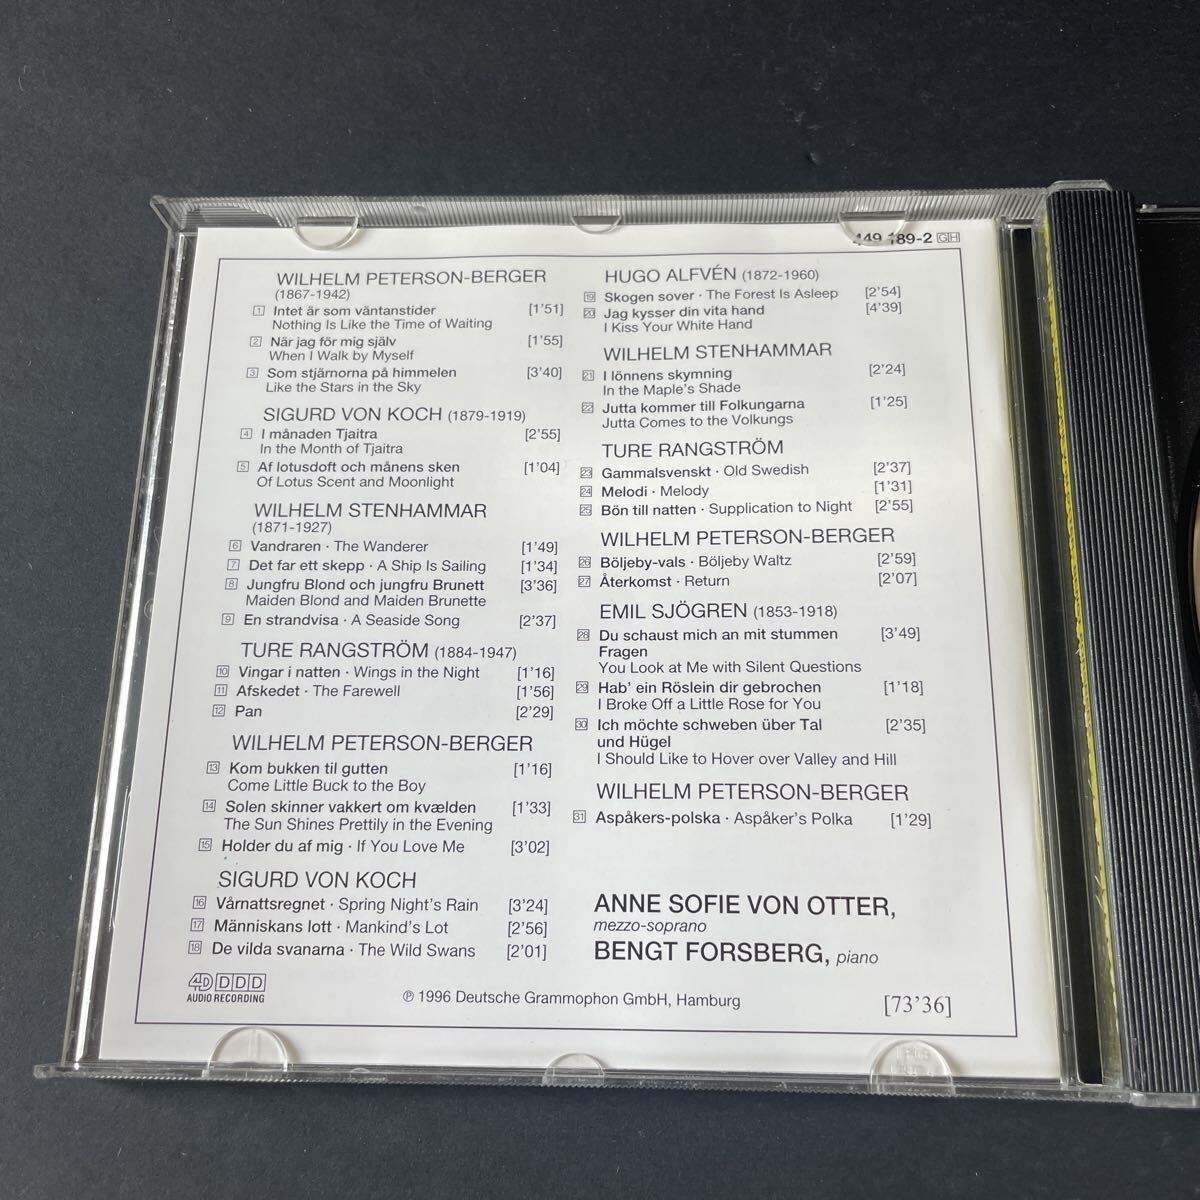 449 189-2 GH
WILHELM PETERSON-BERGER
(1867-1942)
1 Intet är som väntanstider [1'51]
Nothing Is Like the Time of Waiting
2 När jag för mig själv [1'55]
When I Walk by Myself
3 Som stjärnorna på himmelen [3'40]
Like the Stars in the Sky
SIGURD VON KOCH (1879-1919)
4 I månaden Tjaitra [2'55]
In the Month of Tjaitra
5 Af lotusdoft och månens sken [1'04]
Of Lotus Scent and Moonlight
WILHELM STENHAMMAR
(1871-1927)
6 Vandraren · The Wanderer [1'49]
7 Det far ett skepp · A Ship Is Sailing [1'34]
8 Jungfru Blond och jungfru Brunett [3'36]
Maiden Blond and Maiden Brunette
9 En strandvisa · A Seaside Song [2'37]
TURE RANGSTRÖM (1884-1947)
10 Vingar i natten · Wings in the Night [1'16]
11 Afskedet · The Farewell [1'56]
12 Pan [2'29]
WILHELM PETERSON-BERGER
13 Kom bukken til gutten [1'16]
Come Little Buck to the Boy
14 Solen skinner vakkert om kvælden [1'33]
The Sun Shines Prettily in the Evening
15 Holder du af mig · If You Love Me [3'02]
SIGURD VON KOCH
16 Vårnattsregnet · Spring Night's Rain [3'24]
17 Människans lott · Mankind's Lot [2'56]
18 De vilda svanarna · The Wild Swans [2'01]
4D DDD
AUDIO RECORDING
HUGO ALFVÉN (1872-1960)
19 Skogen sover · The Forest Is Asleep [2'54]
20 Jag kysser din vita hand [4'39]
I Kiss Your White Hand
WILHELM STENHAMMAR
21 I lönnens skymning [2'24]
In the Maple's Shade
22 Jutta kommer till Folkungarna [1'25]
Jutta Comes to the Volkungs
TURE RANGSTRÖM
23 Gammalsvenskt · Old Swedish [2'37]
24 Melodi · Melody [1'31]
25 Bön till natten · Supplication to Night [2'55]
WILHELM PETERSON-BERGER
26 Böljeby-vals · Böljeby Waltz [2'59]
27 Återkomst · Return [2'07]
EMIL SJÖGREN (1853-1918)
28 Du schaust mich an mit stummen [3'49]
Fragen
You Look at Me with Silent Questions
29 Hab' ein Röslein dir gebrochen [1'18]
I Broke Off a Little Rose for You
30 Ich möchte schweben über Tal [2'35]
und Hügel
I Should Like to Hover over Valley and Hill
WILHELM PETERSON-BERGER
31 Aspåkers-polska · Aspåker's Polka [1'29]
ANNE SOFIE VON OTTER,
mezzo-soprano
BENGT FORSBERG, piano
℗ 1996 Deutsche Grammophon GmbH, Hamburg
[73'36]